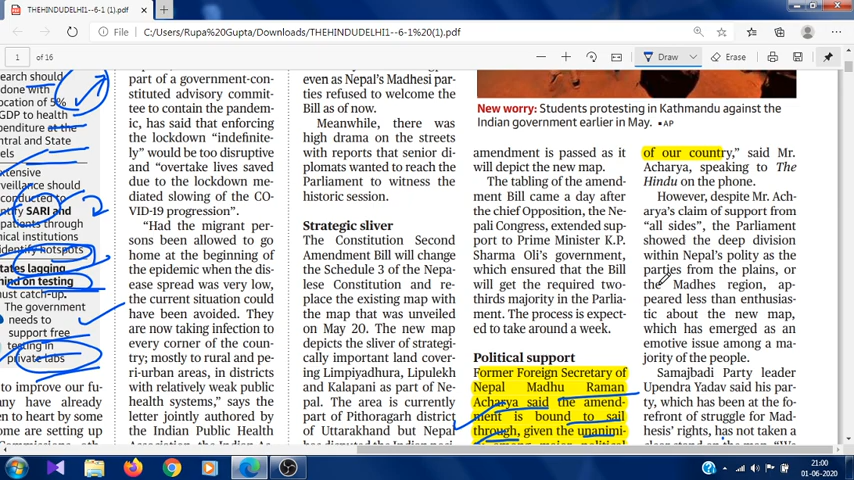 THEHINDUDELHI1--6-1 (1).pdf
File
C:/Users/Rupa%20Gupta/Downloads/THEHINDUDELHI1--6-1%20(1).pdf
1
of 16
Draw
Erase
earch should
done with
ocation of 5%
GDP to health
penditure at the
ntral and State
els
xtensive
veillance should
conducted to
ntify SARI and
patients through
nical institutions
identify hotspots
tates lagging
hind on testing
must catch-up.
The government
needs to
support free
testing in
private labs
to improve our fu-
any have already
en to heart by some
me are setting up
part of a government-con-
stituted advisory commit-
tee to contain the pandem-
ic, has said that enforcing
the lockdown “indefinite-
ly” would be too disruptive
and “overtake lives saved
due to the lockdown me-
diated slowing of the CO-
VID-19 progression”.
“Had the migrant per-
sons been allowed to go
home at the beginning of
the epidemic when the dis-
ease spread was very low,
the current situation could
have been avoided. They
are now taking infection to
every corner of the coun-
try; mostly to rural and pe-
ri-urban areas, in districts
with relatively weak public
health systems,” says the
letter jointly authored by
the Indian Public Health
even as Nepal’s Madhesi par-
ties refused to welcome the
Bill as of now.
Meanwhile, there was
high drama on the streets
with reports that senior di-
plomats wanted to reach the
Parliament to witness the
historic session.
Strategic sliver
The Constitution Second
Amendment Bill will change
the Schedule 3 of the Nepa-
lese Constitution and re-
place the existing map with
the map that was unveiled
on May 20. The new map
depicts the sliver of strategi-
cally important land cover-
ing Limpiyadhura, Lipulekh
and Kalapani as part of Ne-
pal. The area is currently
part of Pithoragarh district
of Uttarakhand but Nepal
New worry: Students protesting in Kathmandu against the
Indian government earlier in May. ▪ AP
amendment is passed as it
will depict the new map.
The tabling of the amend-
ment Bill came a day after
the chief Opposition, the Ne-
pali Congress, extended sup-
port to Prime Minister K.P.
Sharma Oli’s government,
which ensured that the Bill
will get the required two-
thirds majority in the Parlia-
ment. The process is expect-
ed to take around a week.
Political support
Former Foreign Secretary of
Nepal Madhu Raman
Acharya said the amend-
ment is bound to sail
through, given the unanimi-
of our country,” said Mr.
Acharya, speaking to The
Hindu on the phone.
However, despite Mr. Ach-
arya’s claim of support from
“all sides”, the Parliament
showed the deep division
within Nepal’s polity as the
parties from the plains, or
the Madhes region, ap-
peared less than enthusias-
tic about the new map,
which has emerged as an
emotive issue among a ma-
jority of the people.
Samajbadi Party leader
Upendra Yadav said his par-
ty, which has been at the fo-
refront of struggle for Mad-
hesis’ rights, has not taken a
21:00
01-06-2020